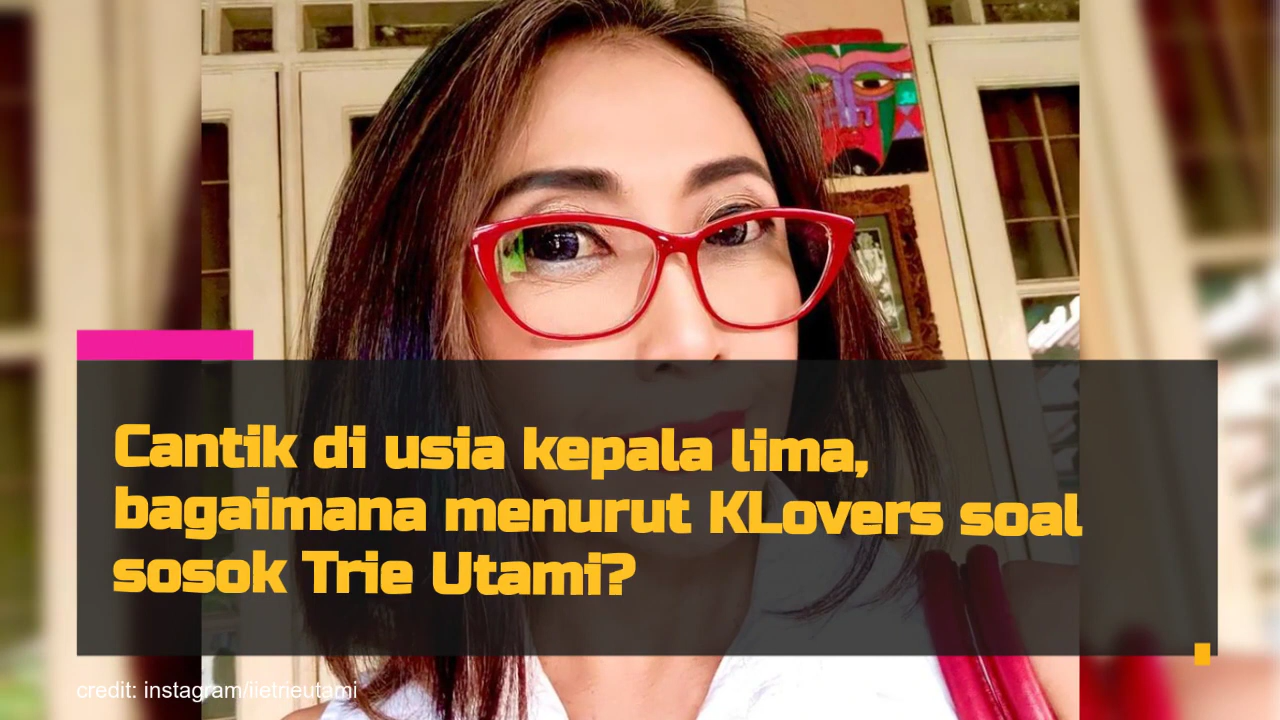 Cantik di usia kepala lima,
bagaimana menurut KLovers soal
sosok Trie Utami?
credit: instagram/iietrieutami